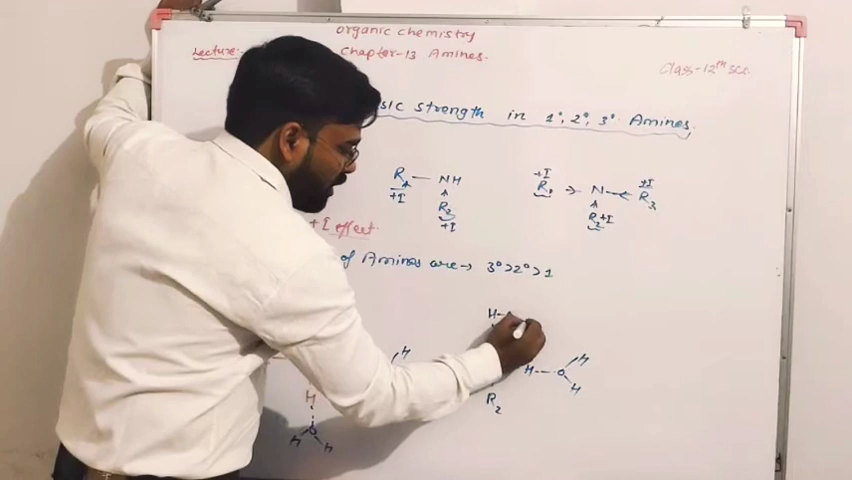 organic chemistry
Lecture:- Chapter-13 Amines.
Class-12th sci.
sic strength in 1°, 2°, 3° Amines.
+I +I
R1 — NH R1 → N ← R3
+I R2 R2 +I
+I
+I effect.
of Amines are → 3°>2°>1
H-
H
H H-- O H
H
H R2
O
H H